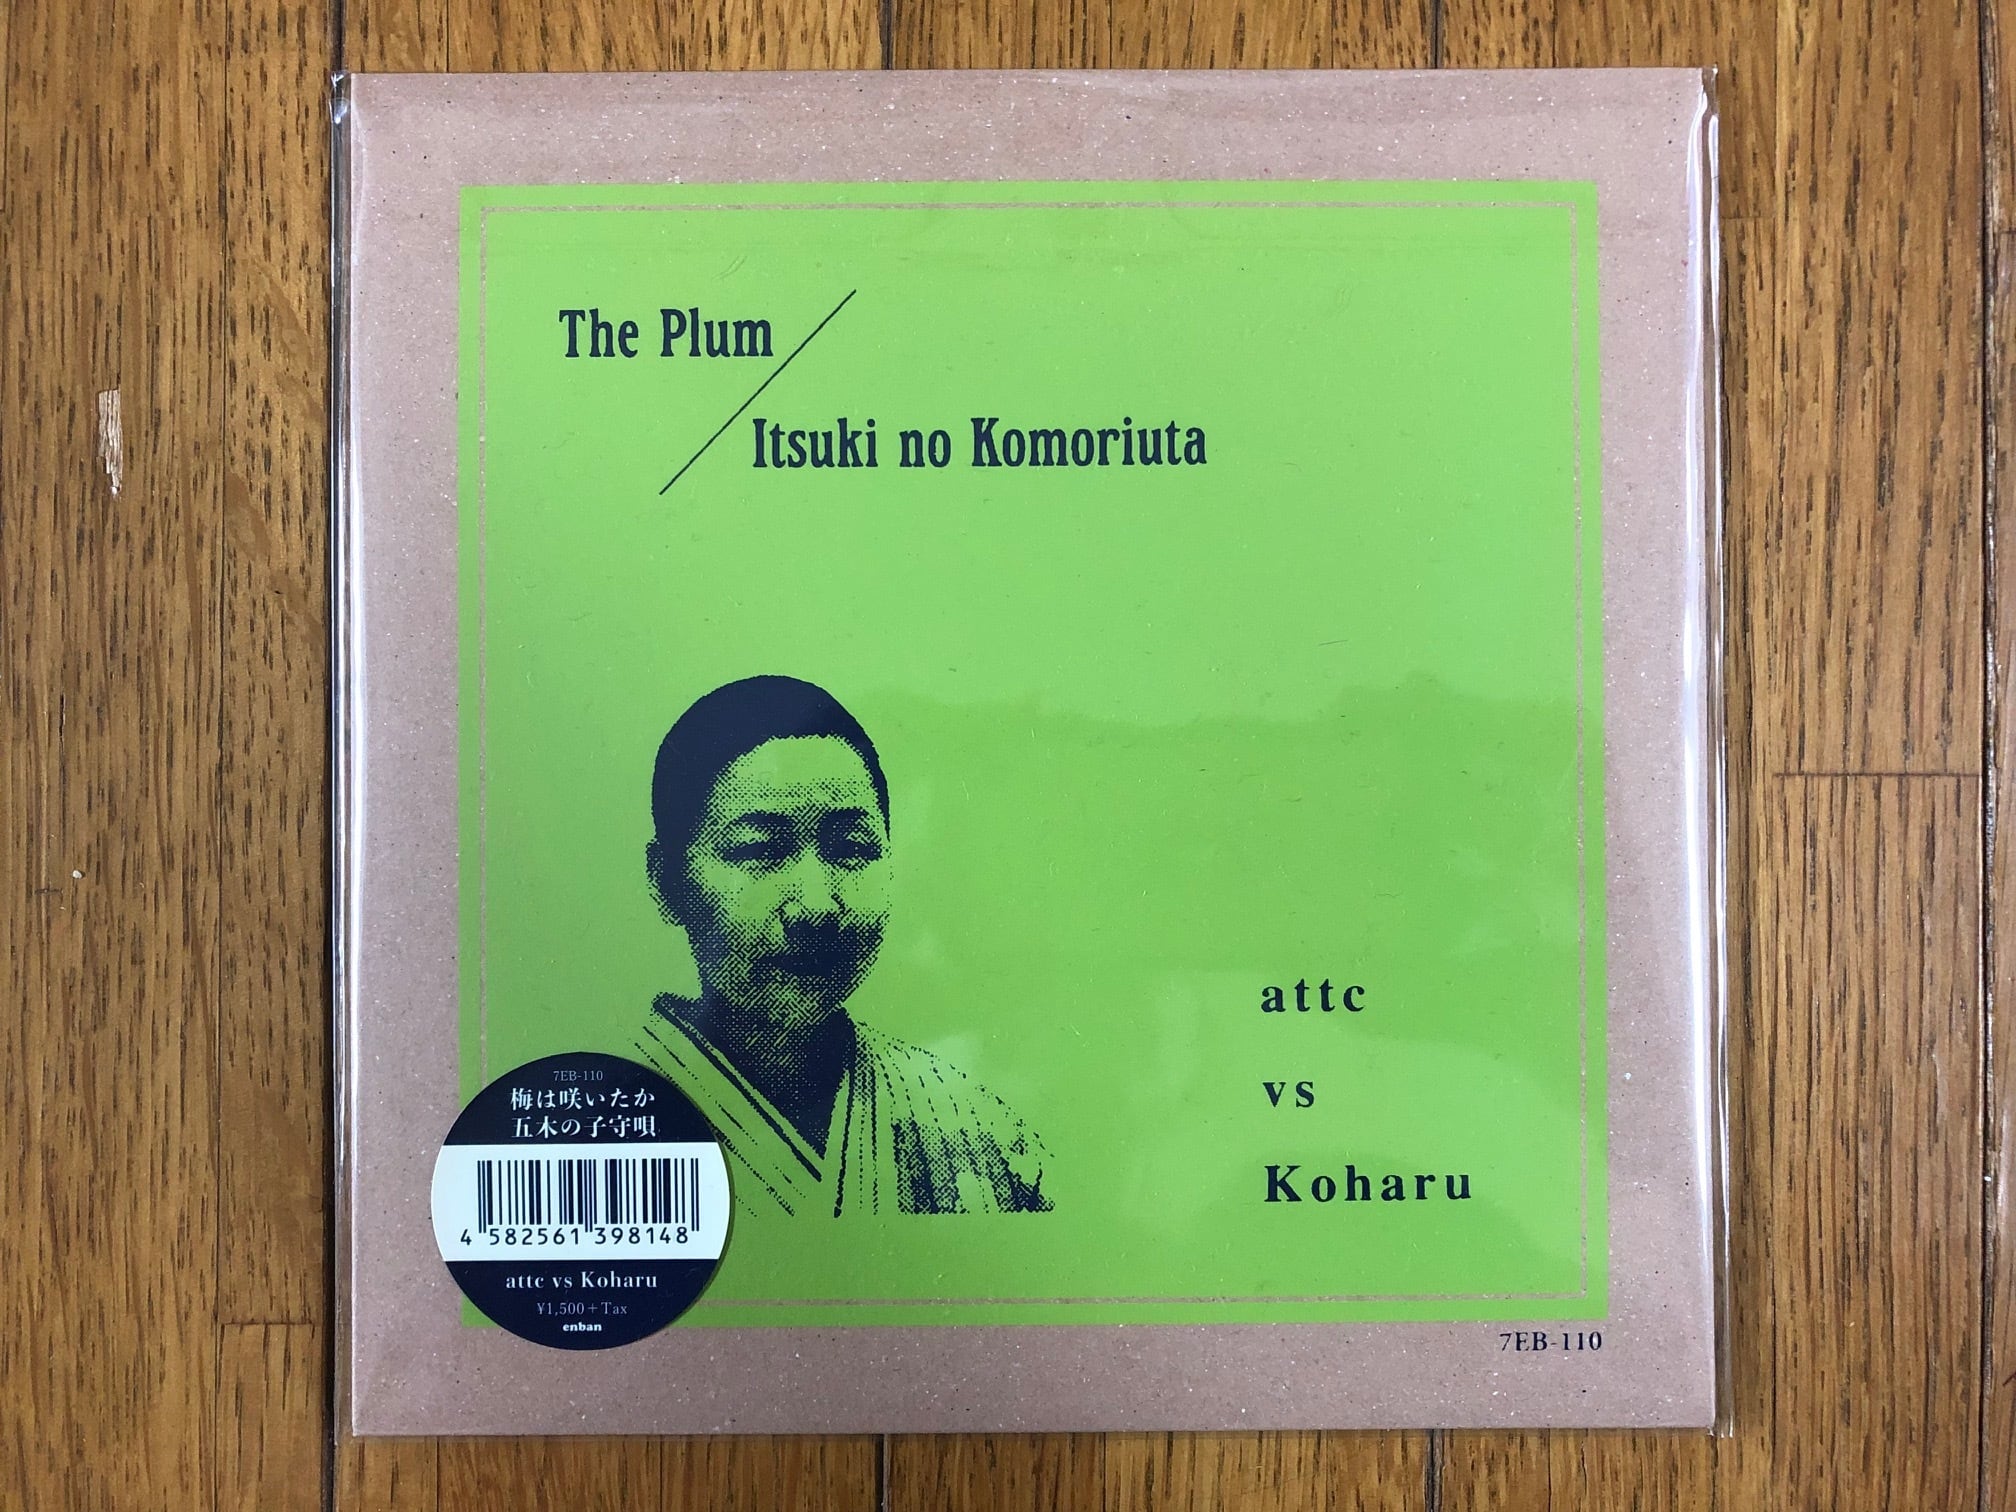 The Plum
Itsuki no Komoriuta
attc
vs
Koharu
7EB-110
梅は咲いたか
五木の子守唄
4 582561 398148
attc vs Koharu
¥1,500+Tax
enban
7EB-110